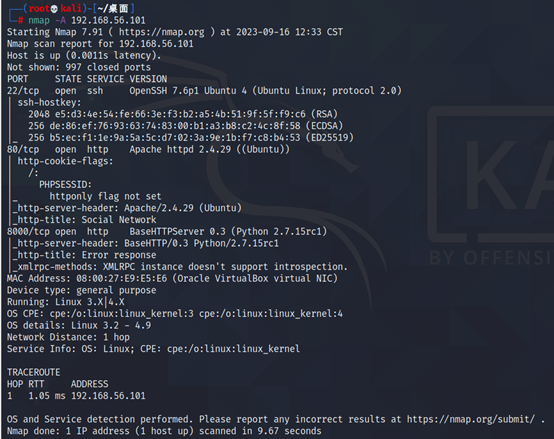 ┌──(root💀kali)-[~/桌面]
└─# nmap -A 192.168.56.101
Starting Nmap 7.91 ( https://nmap.org ) at 2023-09-16 12:33 CST
Nmap scan report for 192.168.56.101
Host is up (0.0011s latency).
Not shown: 997 closed ports
PORT     STATE SERVICE VERSION
22/tcp   open  ssh     OpenSSH 7.6p1 Ubuntu 4 (Ubuntu Linux; protocol 2.0)
| ssh-hostkey:
|   2048 e5:d3:4e:54:fe:66:3e:f3:b2:a5:4b:51:9f:5f:f9:c6 (RSA)
|   256 de:86:ef:76:93:63:74:83:00:b1:a3:b8:c2:4c:8f:58 (ECDSA)
|_  256 b5:ec:f1:1e:9a:5a:5c:d7:02:3a:9e:1b:f7:c8:b4:53 (ED25519)
80/tcp   open  http    Apache httpd 2.4.29 ((Ubuntu))
| http-cookie-flags:
|   /:
|     PHPSESSID:
|_      httponly flag not set
|_http-server-header: Apache/2.4.29 (Ubuntu)
|_http-title: Social Network
8000/tcp open  http    BaseHTTPServer 0.3 (Python 2.7.15rc1)
|_http-server-header: BaseHTTP/0.3 Python/2.7.15rc1
|_http-title: Error response
|_xmlrpc-methods: XMLRPC instance doesn't support introspection.
MAC Address: 08:00:27:E9:E5:E6 (Oracle VirtualBox virtual NIC)
Device type: general purpose
Running: Linux 3.X|4.X
OS CPE: cpe:/o:linux:linux_kernel:3 cpe:/o:linux:linux_kernel:4
OS details: Linux 3.2 - 4.9
Network Distance: 1 hop
Service Info: OS: Linux; CPE: cpe:/o:linux:linux_kernel
TRACEROUTE
HOP RTT     ADDRESS
1   1.05 ms 192.168.56.101
OS and Service detection performed. Please report any incorrect results at https://nmap.org/submit/ .
Nmap done: 1 IP address (1 host up) scanned in 9.67 seconds
KA
BY OFFENSI